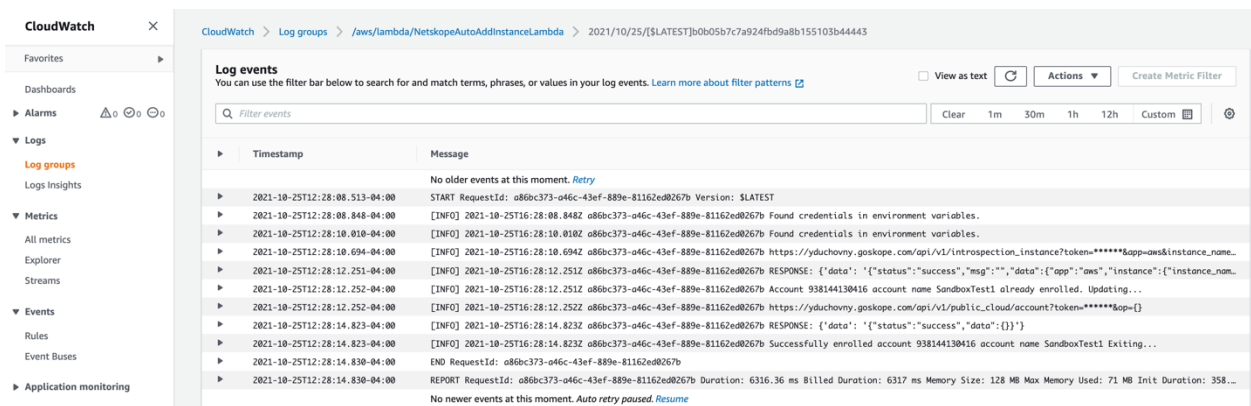 CloudWatch ×
CloudWatch > Log groups > /aws/lambda/NetskopeAutoAddInstanceLambda > 2021/10/25/[$LATEST]b0b05b7c7a924fbd9a8b155103b44443
Favorites
Dashboards
Alarms 0 0 0
Logs
Log groups
Logs Insights
Metrics
All metrics
Explorer
Streams
Events
Rules
Event Buses
Application monitoring
Log events
You can use the filter bar below to search for and match terms, phrases, or values in your log events. Learn more about filter patterns
View as text Actions Create Metric Filter
Filter events
Clear 1m 30m 1h 12h Custom
Timestamp Message
No older events at this moment. Retry
2021-10-25T12:28:08.513-04:00 START RequestId: a86bc373-a46c-43ef-889e-81162ed0267b Version: $LATEST
2021-10-25T12:28:08.848-04:00 [INFO] 2021-10-25T16:28:08.848Z a86bc373-a46c-43ef-889e-81162ed0267b Found credentials in environment variables.
2021-10-25T12:28:10.010-04:00 [INFO] 2021-10-25T16:28:10.010Z a86bc373-a46c-43ef-889e-81162ed0267b Found credentials in environment variables.
2021-10-25T12:28:10.694-04:00 [INFO] 2021-10-25T16:28:10.694Z a86bc373-a46c-43ef-889e-81162ed0267b https://yduchovny.goskope.com/api/v1/introspection_instance?token=******&app=aws&instance_name…
2021-10-25T12:28:12.251-04:00 [INFO] 2021-10-25T16:28:12.251Z a86bc373-a46c-43ef-889e-81162ed0267b RESPONSE: {'data': '{"status":"success","msg":"","data":{"app":"aws","instance":{"instance_nam…
2021-10-25T12:28:12.252-04:00 [INFO] 2021-10-25T16:28:12.252Z a86bc373-a46c-43ef-889e-81162ed0267b Account 938144130416 account name SandboxTest1 already enrolled. Updating...
2021-10-25T12:28:12.252-04:00 [INFO] 2021-10-25T16:28:12.252Z a86bc373-a46c-43ef-889e-81162ed0267b https://yduchovny.goskope.com/api/v1/public_cloud/account?token=******&op={}
2021-10-25T12:28:14.823-04:00 [INFO] 2021-10-25T16:28:14.823Z a86bc373-a46c-43ef-889e-81162ed0267b RESPONSE: {'data': '{"status":"success","data":{}}'}
2021-10-25T12:28:14.823-04:00 [INFO] 2021-10-25T16:28:14.823Z a86bc373-a46c-43ef-889e-81162ed0267b Successfully enrolled account 938144130416 account name SandboxTest1 Exiting...
2021-10-25T12:28:14.830-04:00 END RequestId: a86bc373-a46c-43ef-889e-81162ed0267b
2021-10-25T12:28:14.830-04:00 REPORT RequestId: a86bc373-a46c-43ef-889e-81162ed0267b Duration: 6316.36 ms Billed Duration: 6317 ms Memory Size: 128 MB Max Memory Used: 71 MB Init Duration: 358.…
No newer events at this moment. Auto retry paused. Resume